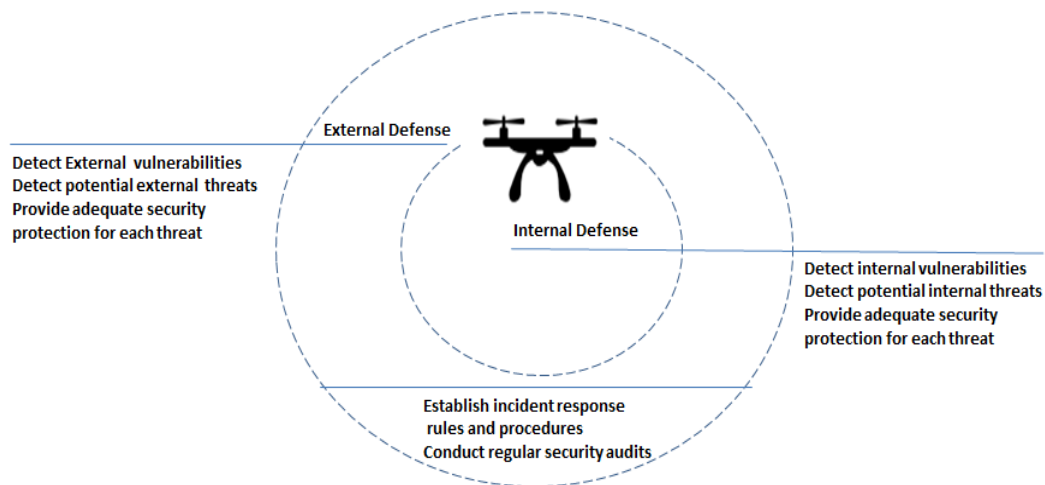 External Defense
Detect External vulnerabilities
Detect potential external threats
Provide adequate security
protection for each threat
Internal Defense
Detect internal vulnerabilities
Detect potential internal threats
Provide adequate security
protection for each threat
Establish incident response
rules and procedures
Conduct regular security audits